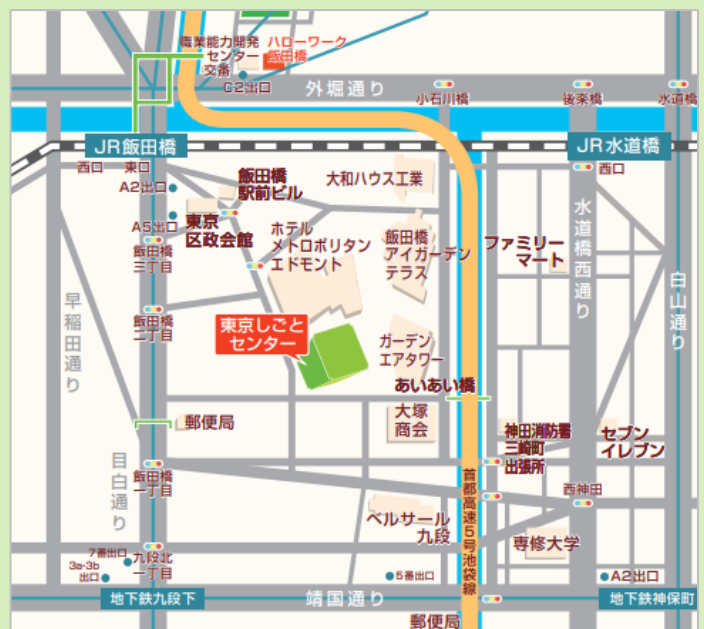 職業能力開発
センター
交番
ハローワーク
飯田橋
C2出口
外堀通り
小石川橋
後楽橋
水道橋
JR飯田橋
JR水道橋
西口
東口
西口
A2出口
飯田橋
駅前ビル
大和ハウス工業
A5出口
東京
区政会館
ホテル
メトロポリタン
エドモント
飯田橋
アイガーデン
テラス
ファミリー
マート
水道橋西通り
白山通り
飯田橋
三丁目
早稲田通り
飯田橋
二丁目
東京しごと
センター
ガーデン
エアタワー
あいあい橋
郵便局
大塚
商会
神田消防署
三崎町
出張所
セブン
イレブン
目白通り
飯田橋
一丁目
首都高速5号池袋線
西神田
ベルサール
九段
専修大学
7番出口
3a・3b
出口
九段北
一丁目
5番出口
A2出口
地下鉄九段下
靖国通り
地下鉄神保町
郵便局